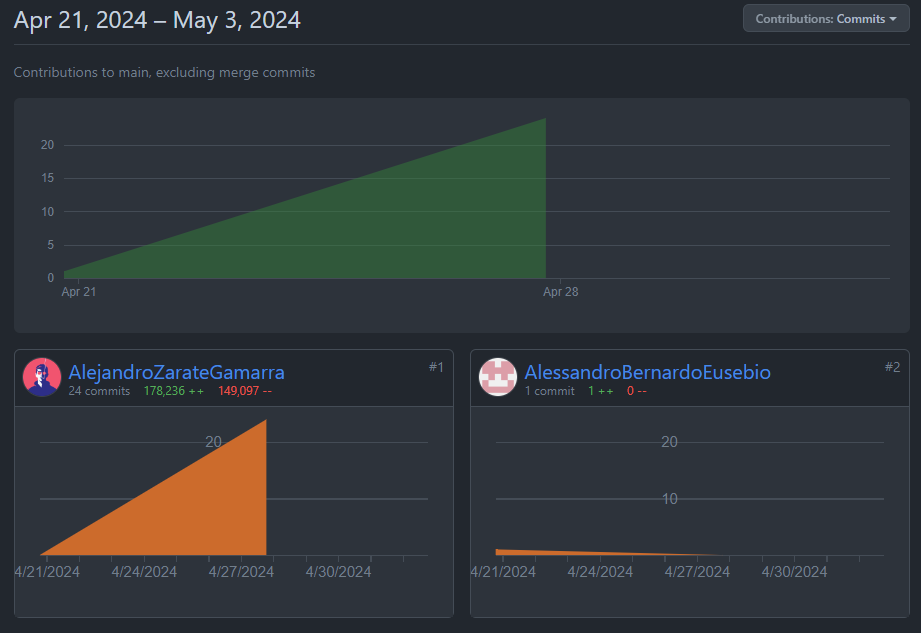 Apr 21, 2024 – May 3, 2024
Contributions: Commits
Contributions to main, excluding merge commits
20
15
10
5
0
Apr 21 Apr 28
AlejandroZarateGamarra #1
24 commits 178,236 ++ 149,097 --
20
4/21/2024 4/24/2024 4/27/2024 4/30/2024
AlessandroBernardoEusebio #2
1 commit 1 ++ 0 --
20
10
4/21/2024 4/24/2024 4/27/2024 4/30/2024